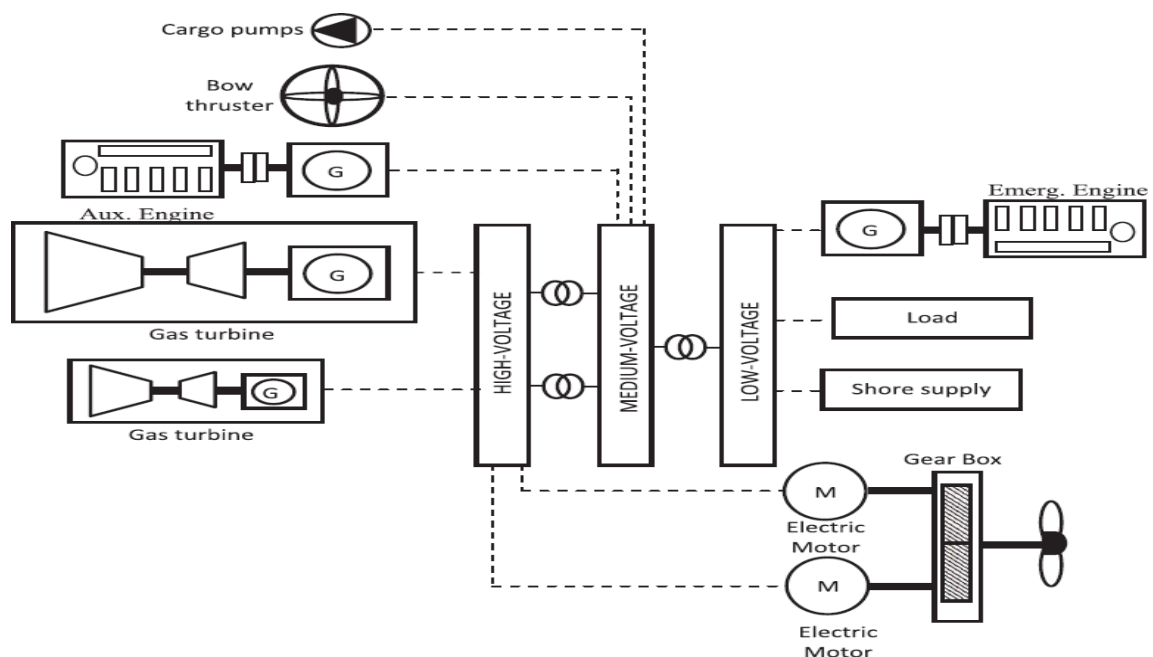 Cargo pumps
Bow
thruster
G
Aux. Engine
G
Gas turbine
G
Gas turbine
HIGH-VOLTAGE
MEDIUM-VOLTAGE
LOW-VOLTAGE
Emerg. Engine
G
Load
Shore supply
Gear Box
M
Electric
Motor
M
Electric
Motor